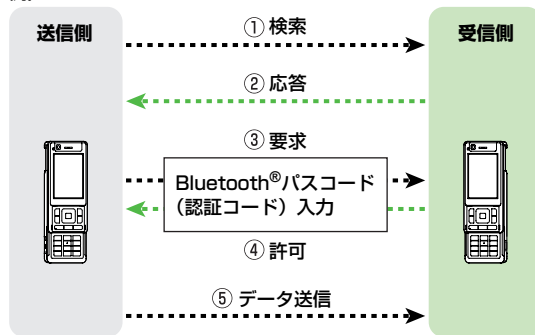 送信側
受信側
① 検索
② 応答
③ 要求
Bluetooth®パスコード
（認証コード）入力
④ 許可
⑤ データ送信